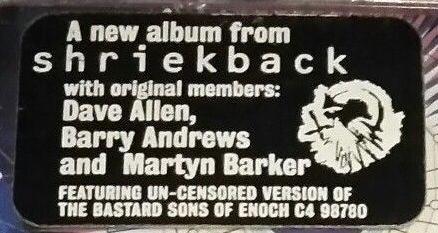 A new album from
shriekback
with original members:
Dave Allen,
Barry Andrews
and Martyn Barker
FEATURING UN-CENSORED VERSION OF
THE BASTARD SONS OF ENOCH C4 98780